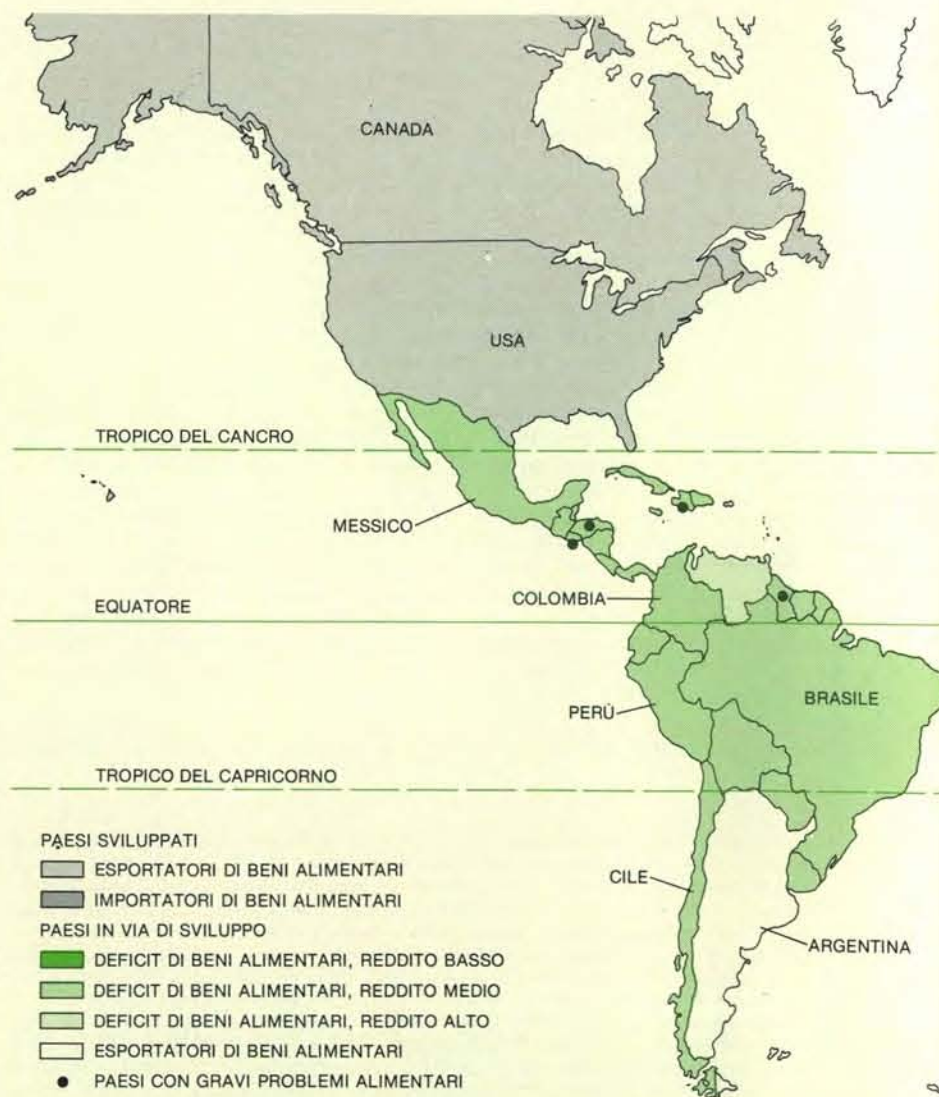 CANADA
USA
TROPICO DEL CANCRO
MESSICO
EQUATORE
COLOMBIA
BRASILE
PERÙ
TROPICO DEL CAPRICORNO
PAESI SVILUPPATI
ESPORTATORI DI BENI ALIMENTARI
CILE
IMPORTATORI DI BENI ALIMENTARI
PAESI IN VIA DI SVILUPPO
ARGENTINA
DEFICIT DI BENI ALIMENTARI, REDDITO BASSO
DEFICIT DI BENI ALIMENTARI, REDDITO MEDIO
DEFICIT DI BENI ALIMENTARI, REDDITO ALTO
ESPORTATORI DI BENI ALIMENTARI
PAESI CON GRAVI PROBLEMI ALIMENTARI